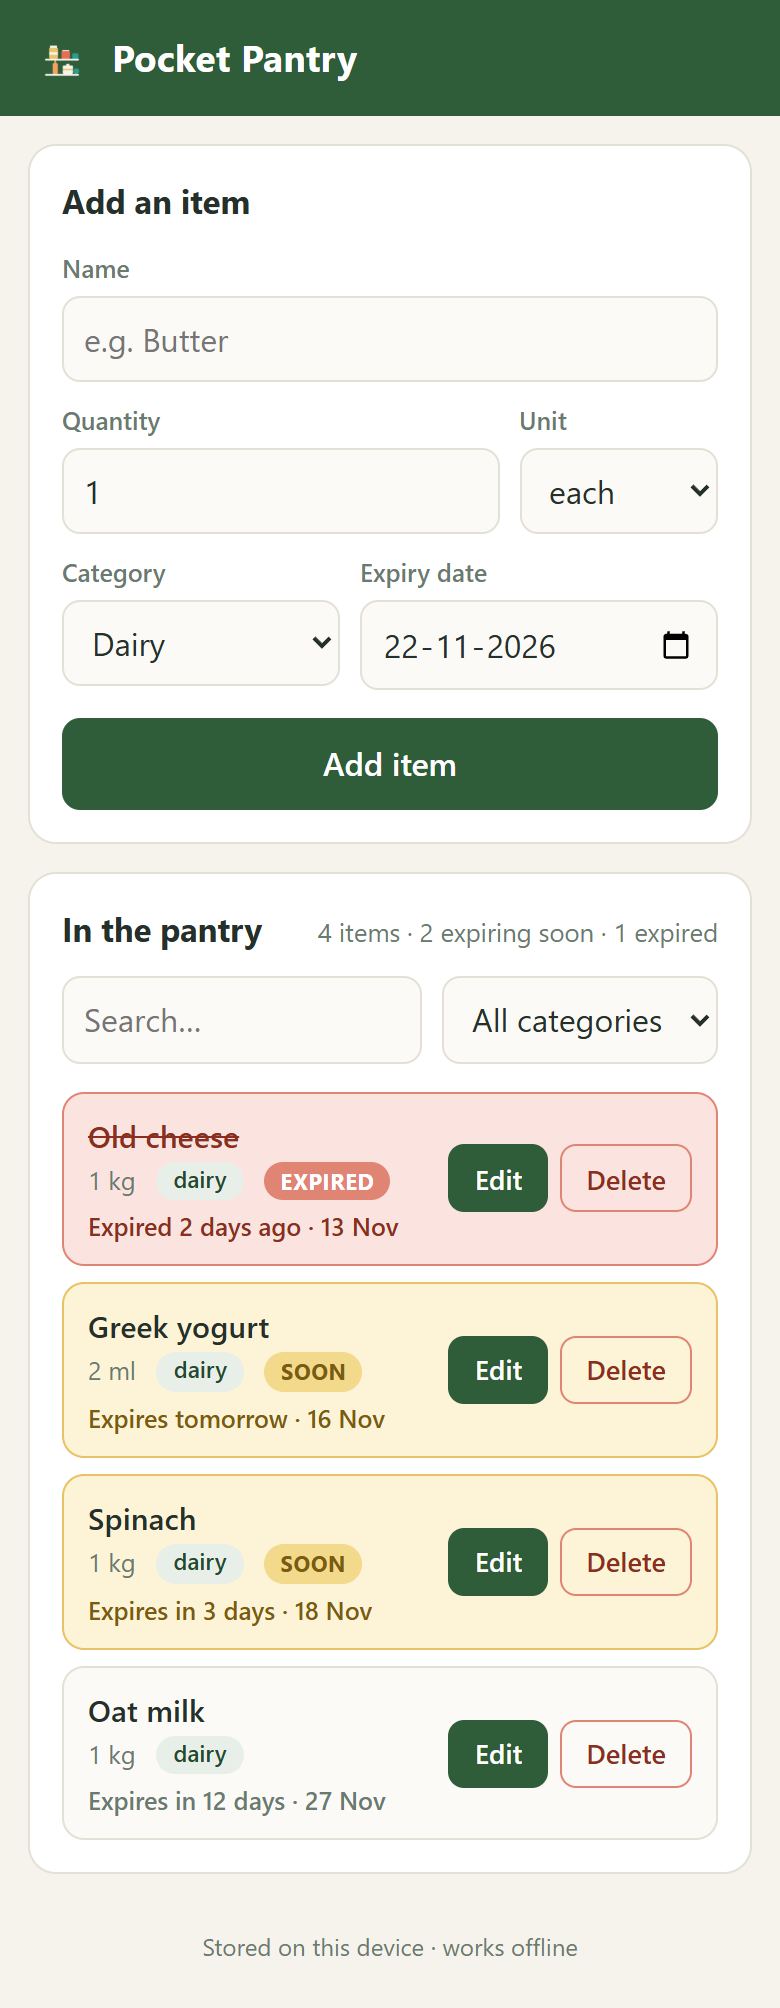 Pocket Pantry
Add an item
Name
e.g. Butter
Quantity Unit
1 each
Category Expiry date
Dairy 22-11-2026
Add item
In the pantry 4 items · 2 expiring soon · 1 expired
Search... All categories
Old cheese
1 kg dairy EXPIRED Edit Delete
Expired 2 days ago · 13 Nov
Greek yogurt
2 ml dairy SOON Edit Delete
Expires tomorrow · 16 Nov
Spinach
1 kg dairy SOON Edit Delete
Expires in 3 days · 18 Nov
Oat milk
1 kg dairy Edit Delete
Expires in 12 days · 27 Nov
Stored on this device · works offline